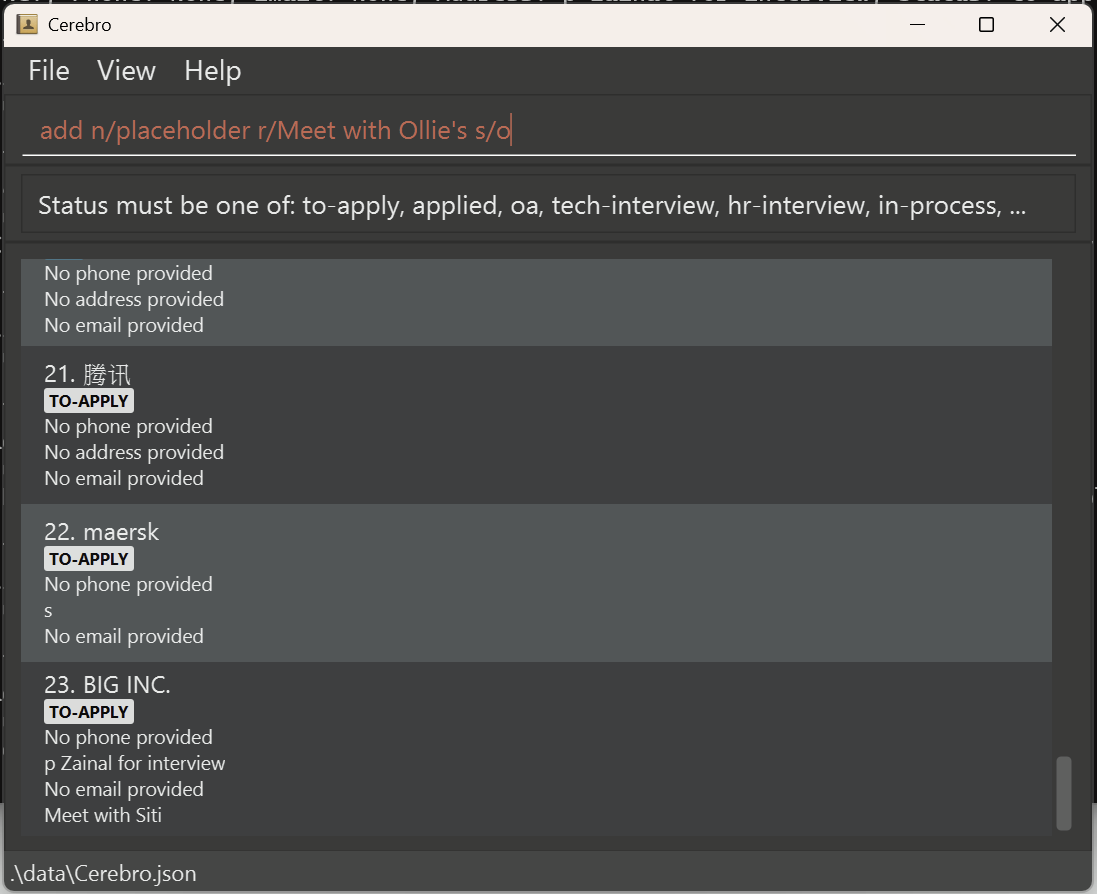 Cerebro
File View Help
add n/placeholder r/Meet with Ollie's s/o
Status must be one of: to-apply, applied, oa, tech-interview, hr-interview, in-process, ...
No phone provided
No address provided
No email provided
21. 腾讯
TO-APPLY
No phone provided
No address provided
No email provided
22. maersk
TO-APPLY
No phone provided
s
No email provided
23. BIG INC.
TO-APPLY
No phone provided
p Zainal for interview
No email provided
Meet with Siti
.\data\Cerebro.json